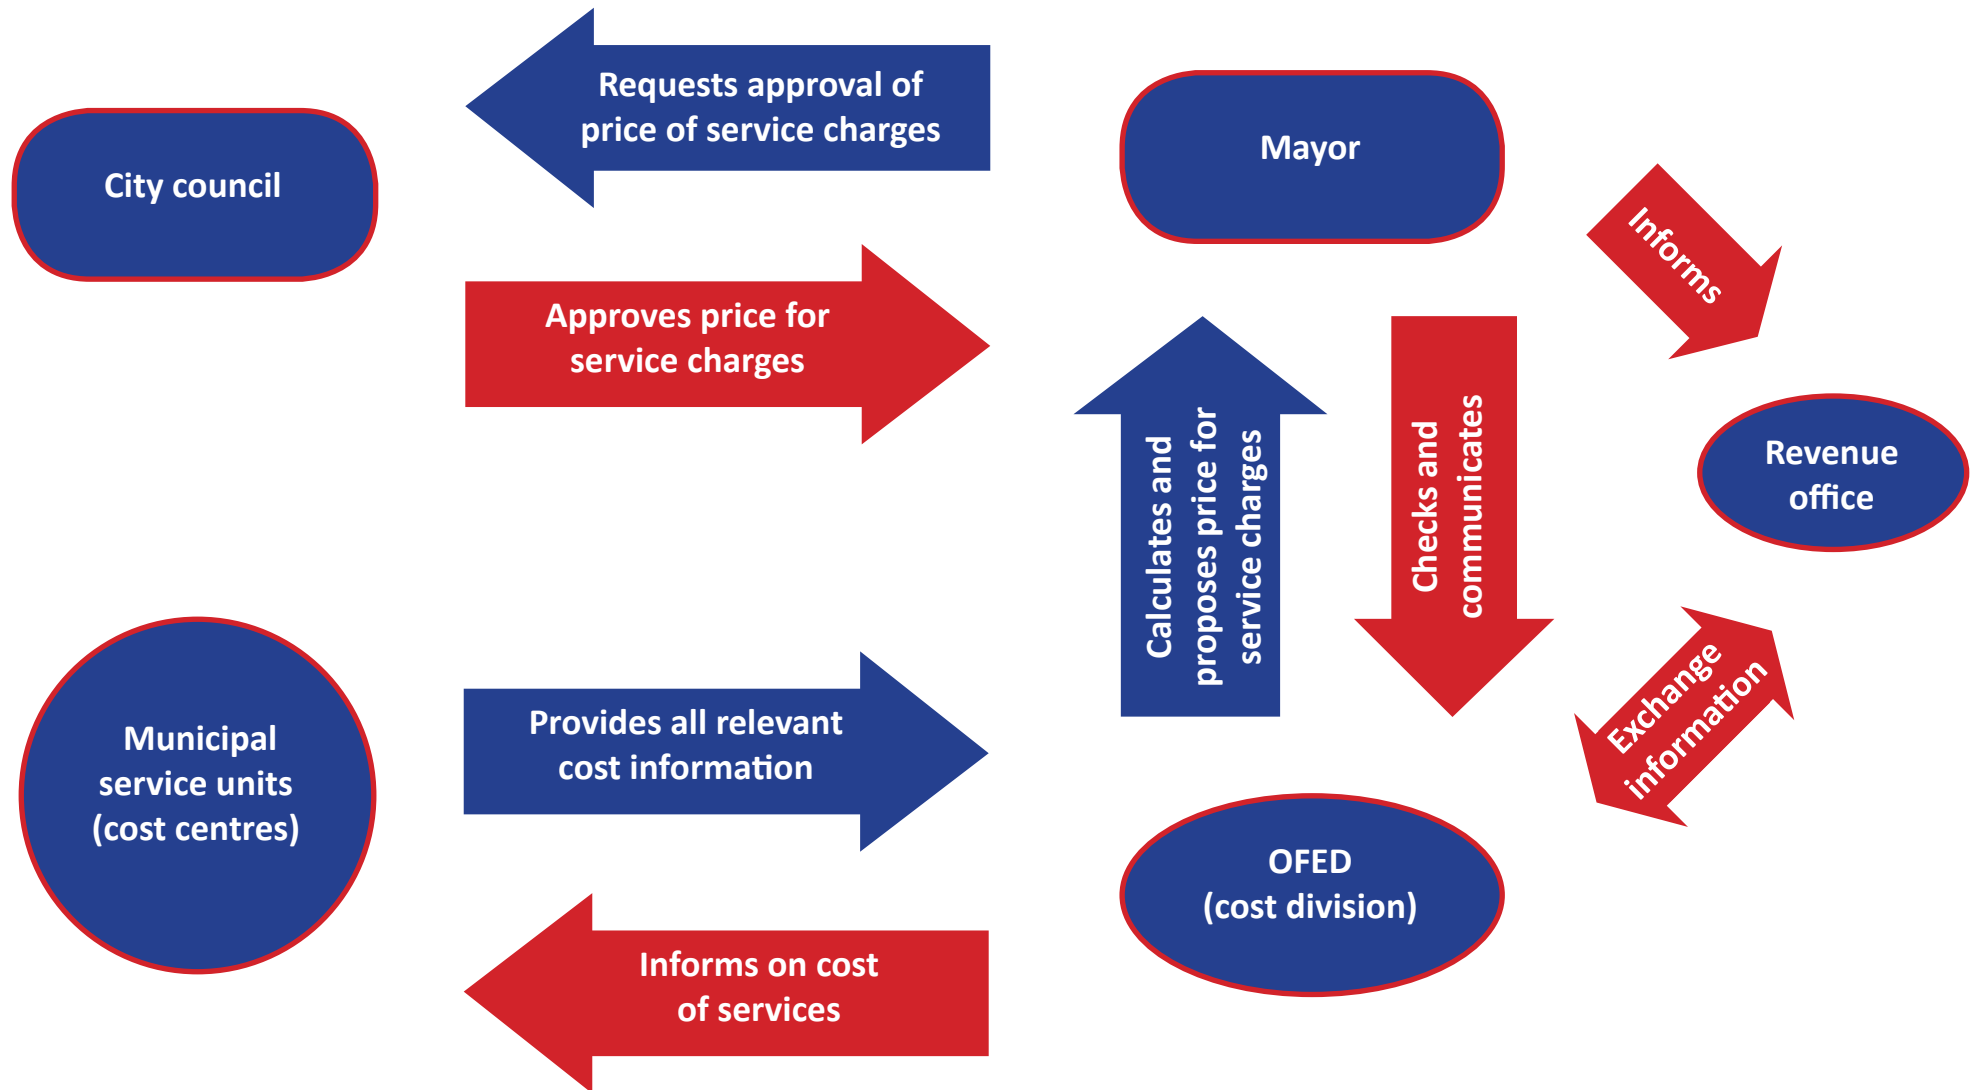 Requests approval of
price of service charges
City council
Mayor
Informs
Approves price for
service charges
Calculates and
proposes price for
service charges
Checks and
communicates
Revenue
office
Municipal
service units
(cost centres)
Provides all relevant
cost information
Exchange
information
OFED
(cost division)
Informs on cost
of services